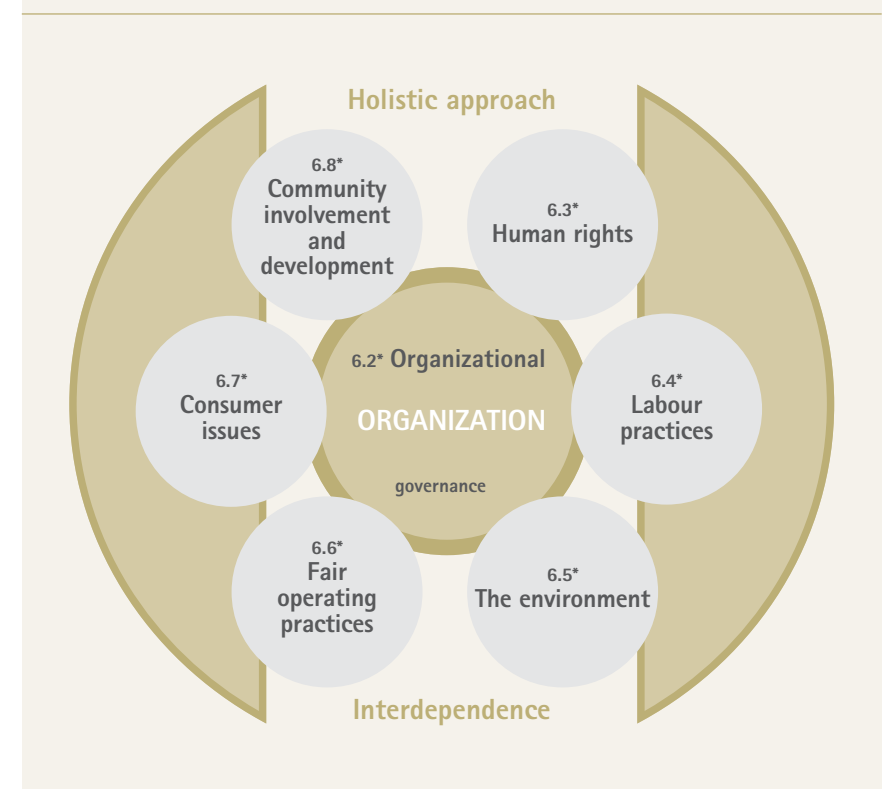 Holistic approach
6.8*
Community
involvement
and
development
6.3*
Human rights
6.2* Organizational
ORGANIZATION
governance
6.7*
Consumer
issues
6.4*
Labour
practices
6.6*
Fair
operating
practices
6.5*
The environment
Interdependence